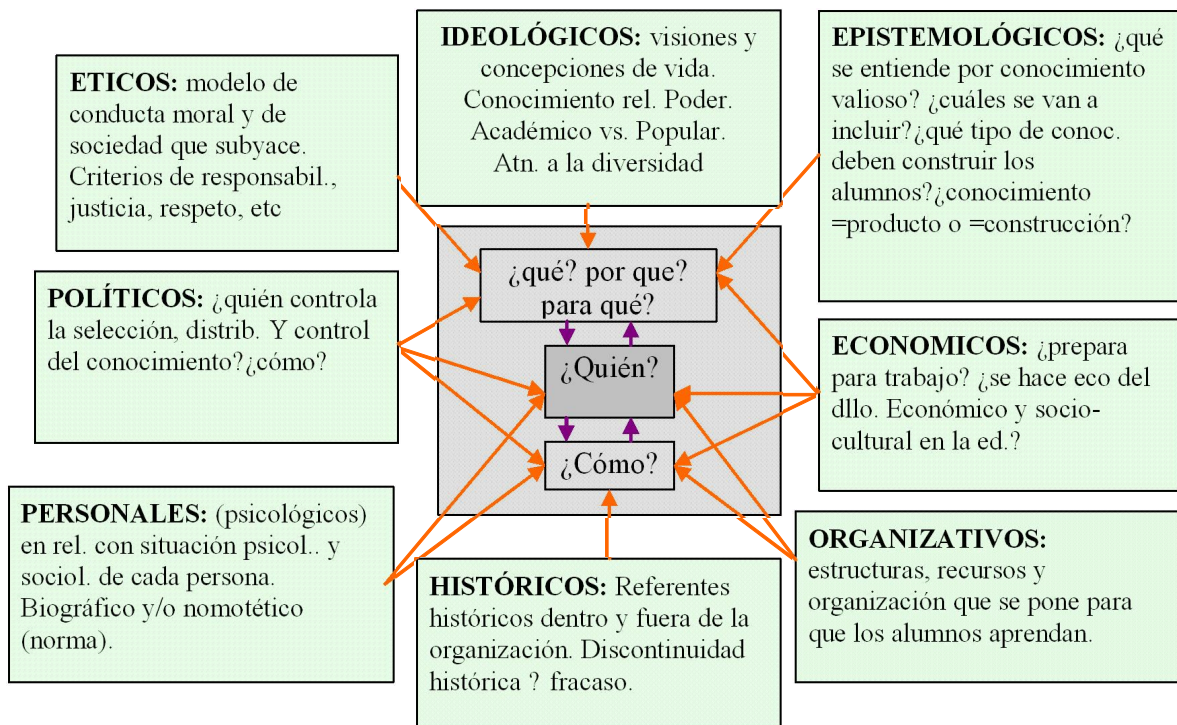 IDEOLÓGICOS: visiones y
concepciones de vida.
Conocimiento rel. Poder.
Académico vs. Popular.
Atn. a la diversidad
EPISTEMOLÓGICOS: ¿qué
se entiende por conocimiento
valioso? ¿cuáles se van a
incluir?¿qué tipo de conoc.
deben construir los
alumnos?¿conocimiento
=producto o =construcción?
ETICOS: modelo de
conducta moral y de
sociedad que subyace.
Criterios de responsabil.,
justicia, respeto, etc
¿qué? por que?
para qué?
POLÍTICOS: ¿quién controla
la selección, distrib. Y control
del conocimiento?¿cómo?
¿Quién?
ECONOMICOS: ¿prepara
para trabajo? ¿se hace eco del
dllo. Económico y socio-
cultural en la ed.?
¿Cómo?
PERSONALES: (psicológicos)
en rel. con situación psicol.. y
sociol. de cada persona.
Biográfico y/o nomotético
(norma).
HISTÓRICOS: Referentes
históricos dentro y fuera de la
organización. Discontinuidad
histórica ? fracaso.
ORGANIZATIVOS:
estructuras, recursos y
organización que se pone para
que los alumnos aprendan.